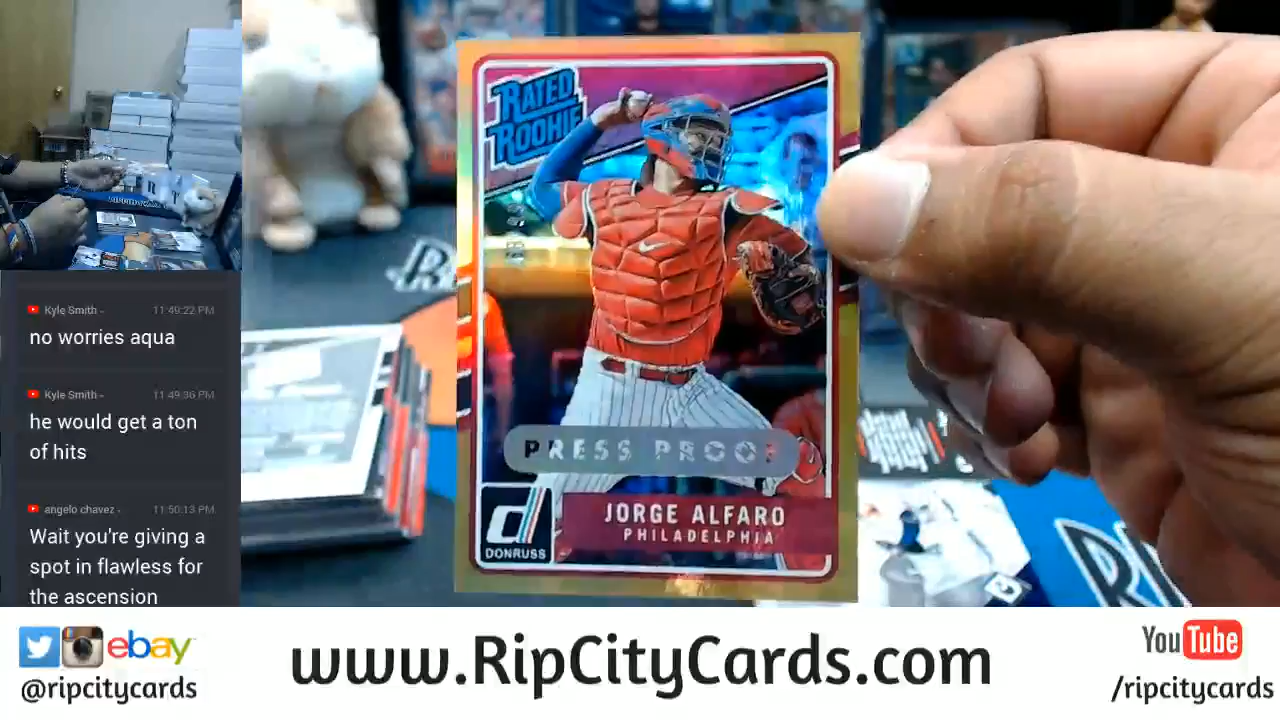 Kyle Smith - 11:49:22 PM
no worries aqua
Kyle Smith - 11:49:36 PM
he would get a ton
of hits
angelo chavez - 11:50:13 PM
Wait you're giving a
spot in flawless for
the ascension
RATED
ROOKIE
PRESS PROOF
JORGE ALFARO
PHILADELPHIA
d
DONRUSS
ebay
@ripcitycards
www.RipCityCards.com
YouTube
/ripcitycards